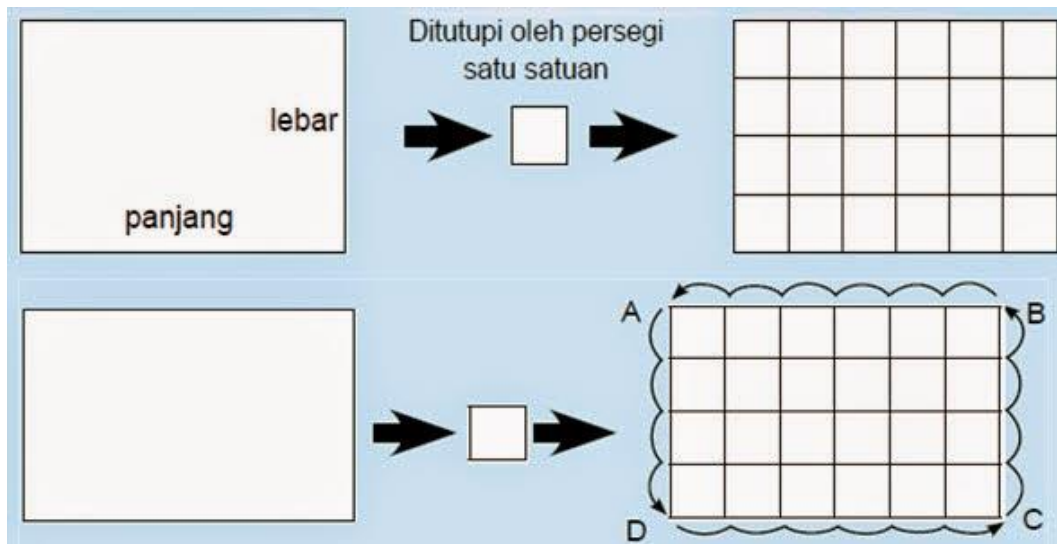 Ditutupi oleh persegi
satu satuan
lebar
panjang
A
B
D
C